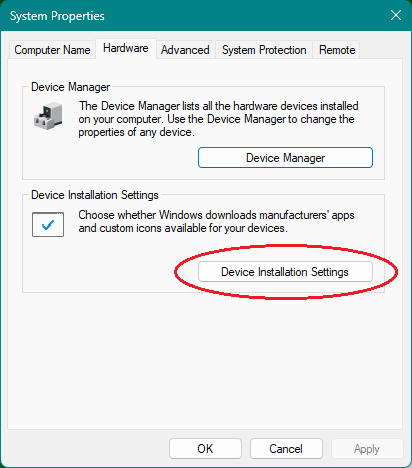 System Properties
Computer Name Hardware Advanced System Protection Remote
Device Manager
The Device Manager lists all the hardware devices installed
on your computer. Use the Device Manager to change the
properties of any device.
Device Manager
Device Installation Settings
Choose whether Windows downloads manufacturers' apps
and custom icons available for your devices.
Device Installation Settings
OK Cancel Apply